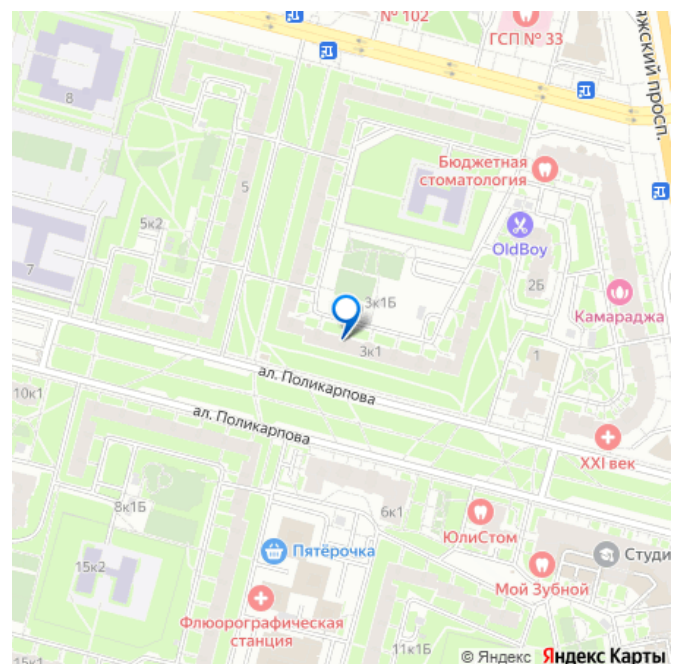 № 102
ГСП № 33
ажский просп.
8
Бюджетная
стоматология
5
OldBoy
5к2
7
2Б
3к1Б
Камараджа
3к1
1
ал. Поликарпова
10к1
ал. Поликарпова
XXI век
8к1Б
6к1
ЮлиСтом
Пятёрочка
Студи
15к2
Мой Зубной
Флюорографическая
станция
11к1Б
15к1
© Яндекс Яндекс Карты